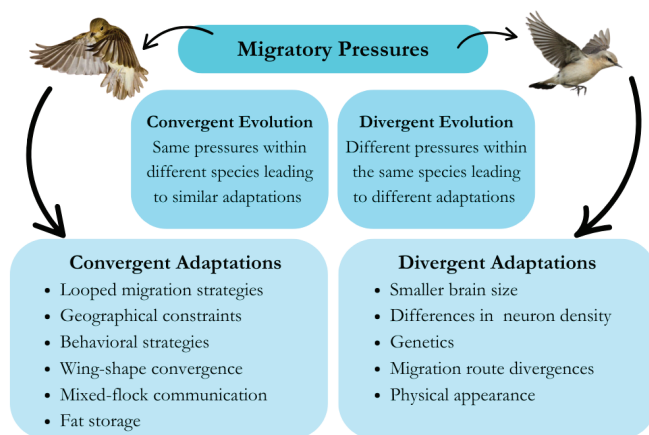 Migratory Pressures
Convergent Evolution
Same pressures within
different species leading
to similar adaptations
Divergent Evolution
Different pressures within
the same species leading
to different adaptations
Convergent Adaptations
• Looped migration strategies
• Geographical constraints
• Behavioral strategies
• Wing-shape convergence
• Mixed-flock communication
• Fat storage
Divergent Adaptations
• Smaller brain size
• Differences in neuron density
• Genetics
• Migration route divergences
• Physical appearance